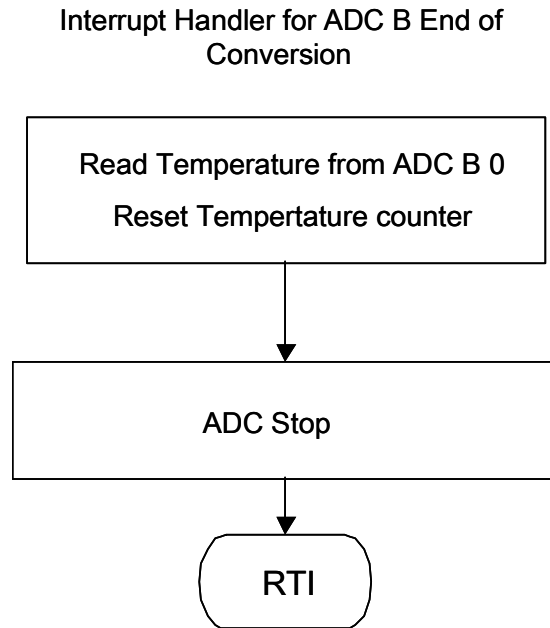 Interrupt Handler for ADC B End of
Conversion
Read Temperature from ADC B 0
Reset Tempertature counter
ADC Stop
RTI